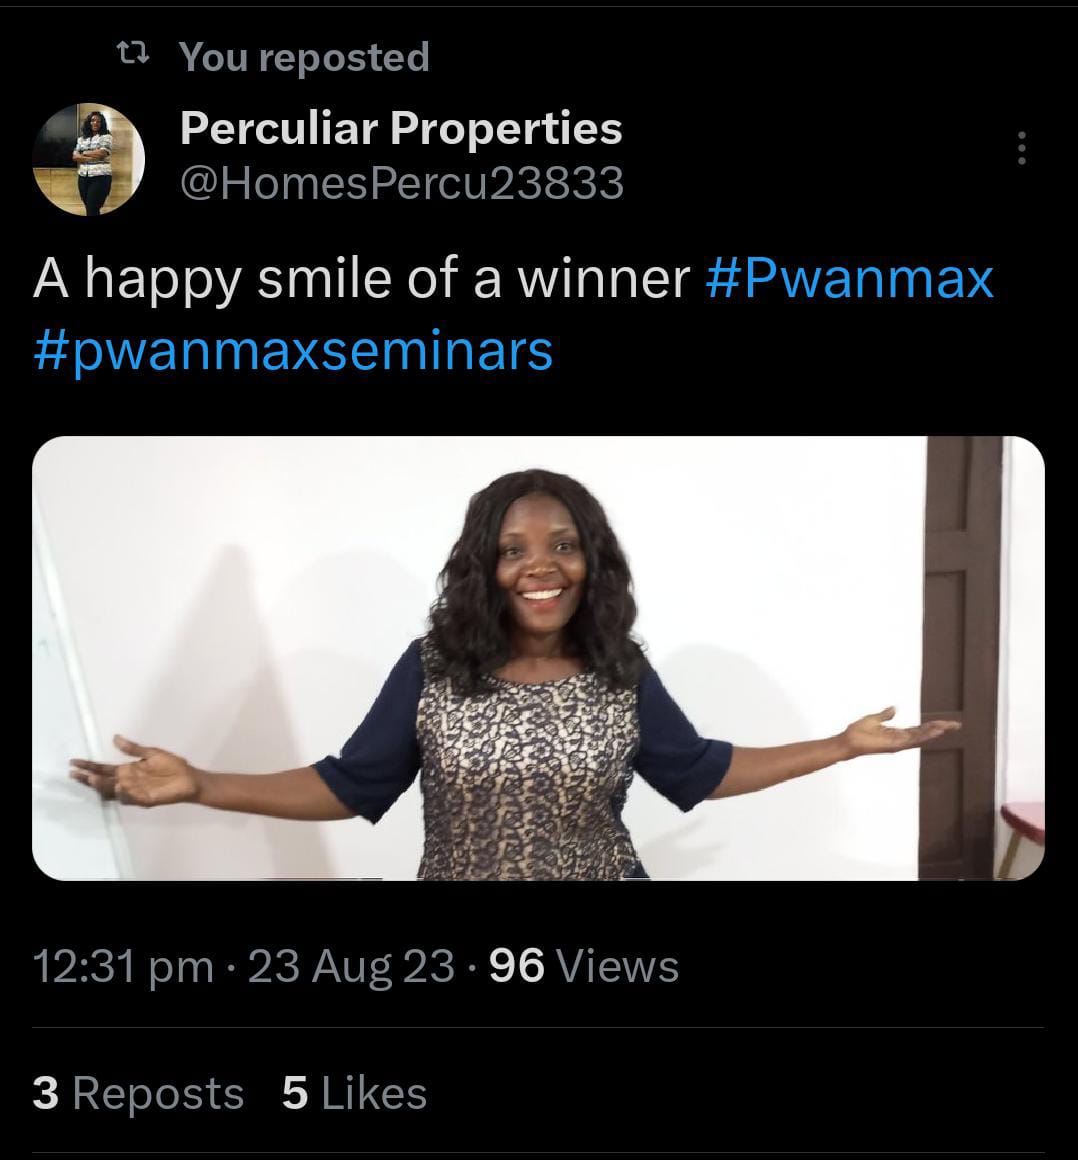 You reposted
Perculiar Properties
@HomesPercu23833
A happy smile of a winner #Pwanmax
#pwanmaxseminars
12:31 pm · 23 Aug 23 · 96 Views
3 Reposts 5 Likes